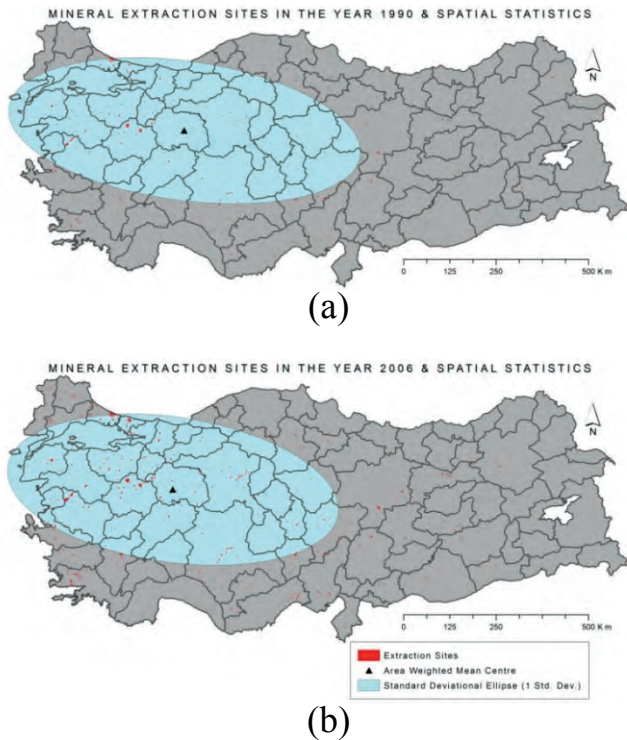 MINERAL EXTRACTION SITES IN THE YEAR 1990 & SPATIAL STATISTICS
N
0 125 250 500 Km
(a)
MINERAL EXTRACTION SITES IN THE YEAR 2006 & SPATIAL STATISTICS
N
0 125 250 500 Km
Extraction Sites
Area Weighted Mean Centre
Standard Deviational Ellipse (1 Std. Dev.)
(b)